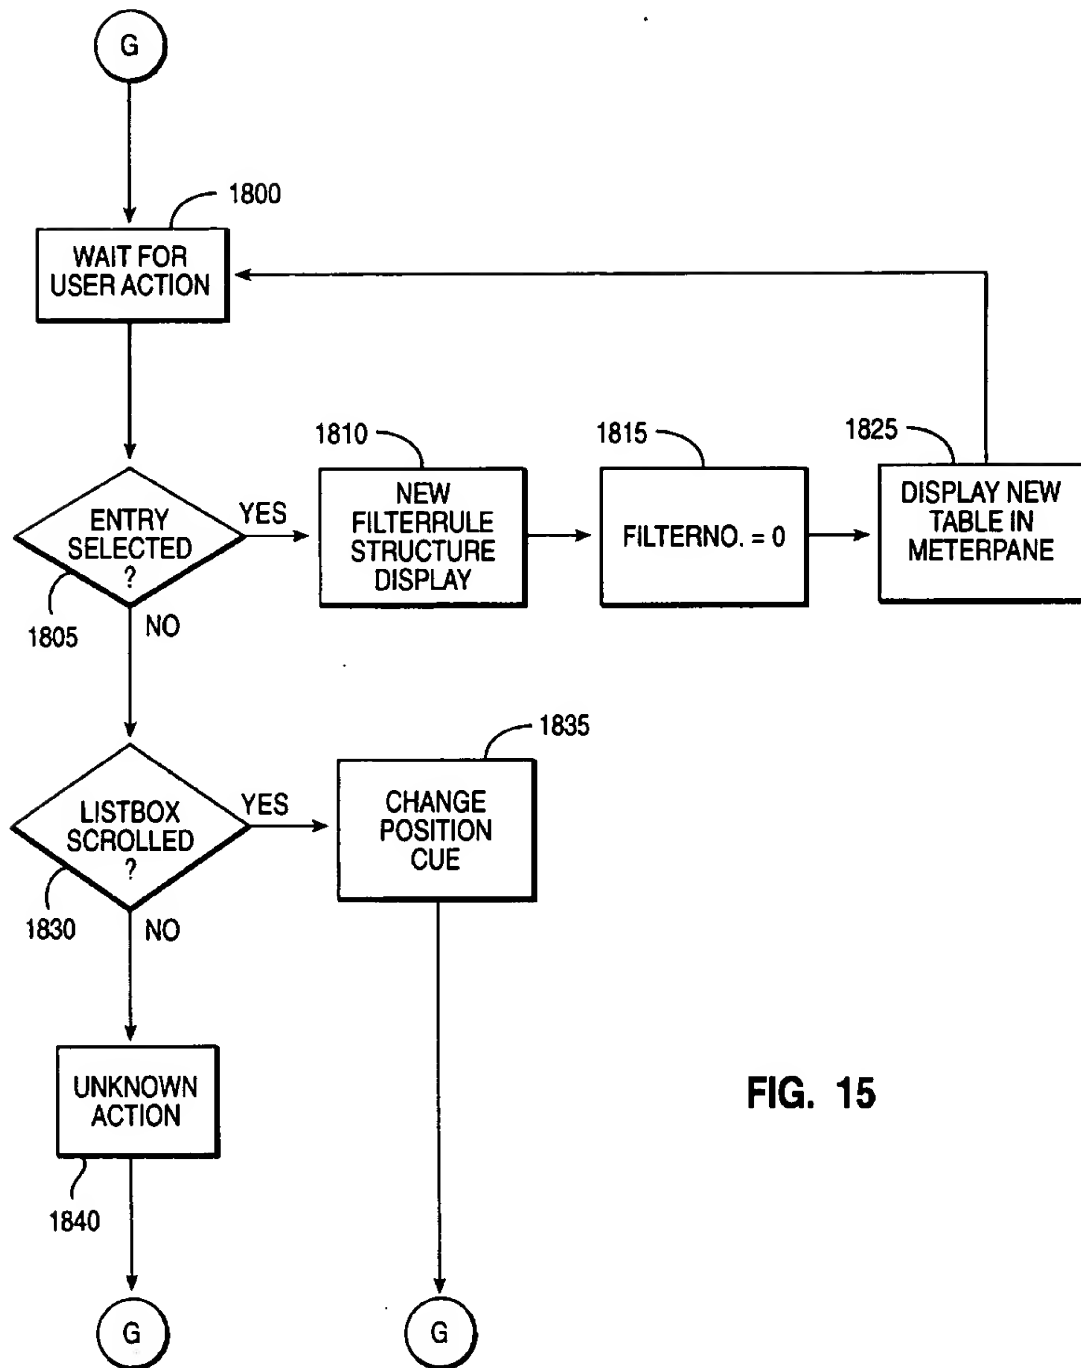 G
1800
WAIT FOR
USER ACTION
1810
1815
1825
ENTRY
SELECTED
?
YES
NEW
FILTERRULE
STRUCTURE
DISPLAY
FILTERNO. = 0
DISPLAY NEW
TABLE IN
METERPANE
1805
NO
1835
LISTBOX
SCROLLED
?
YES
CHANGE
POSITION
CUE
1830
NO
UNKNOWN
ACTION
FIG. 15
1840
G
G